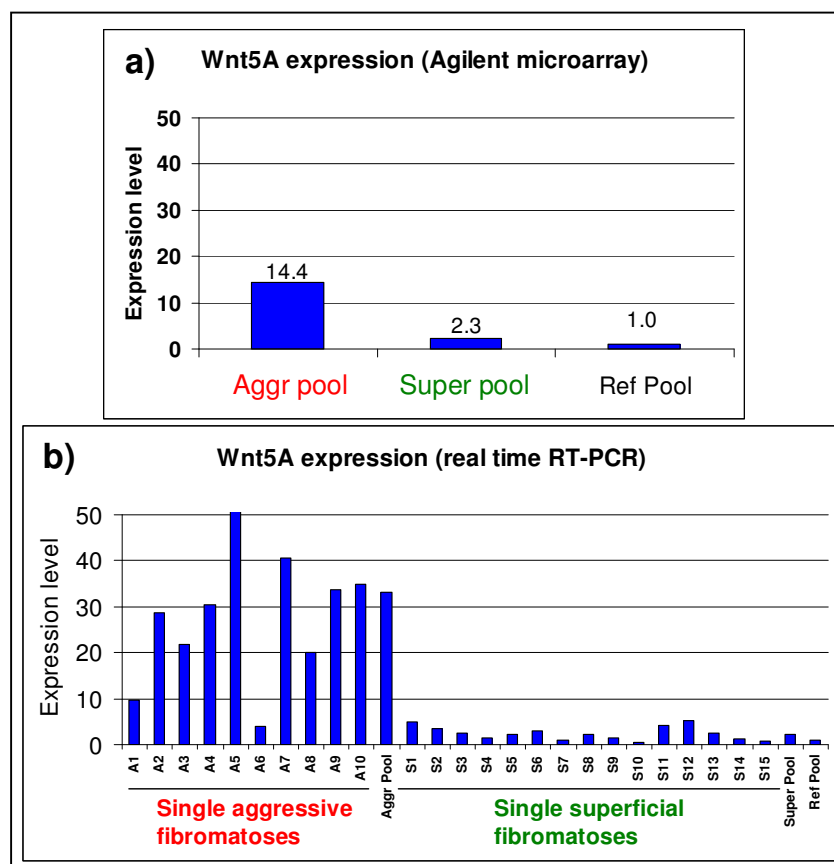 a) Wnt5A expression (Agilent microarray)
Expression level
50
40
30
20
10
0
14.4
2.3
1.0
Aggr pool Super pool Ref Pool
b) Wnt5A expression (real time RT-PCR)
Expression level
50
40
30
20
10
0
A1 A2 A3 A4 A5 A6 A7 A8 A9 A10 Aggr Pool S1 S2 S3 S4 S5 S6 S7 S8 S9 S10 S11 S12 S13 S14 S15 Super Pool Ref Pool
Single aggressive
fibromatoses
Single superficial
fibromatoses